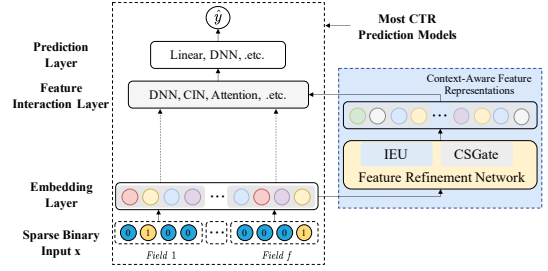 ŷ
Most CTR
Prediction Models
Prediction
Layer
Linear, DNN, .etc.
Feature
Interaction Layer
DNN, CIN, Attention, .etc.
Context-Aware Feature
Representations
...
IEU
CSGate
Feature Refinement Network
Embedding
Layer
...
Sparse Binary
Input x
0 1 0 0 ... 0 0 0 1
Field 1
Field f